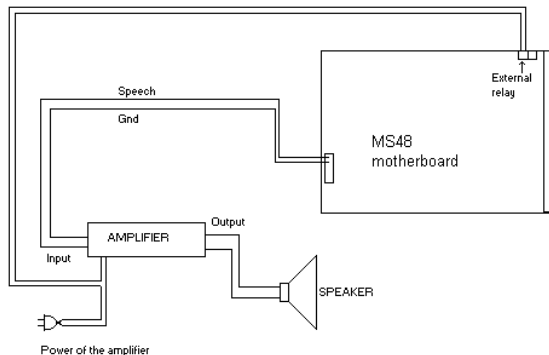 External
relay
Speech
Gnd
MS48
motherboard
Output
AMPLIFIER
Input
SPEAKER
Power of the amplifier